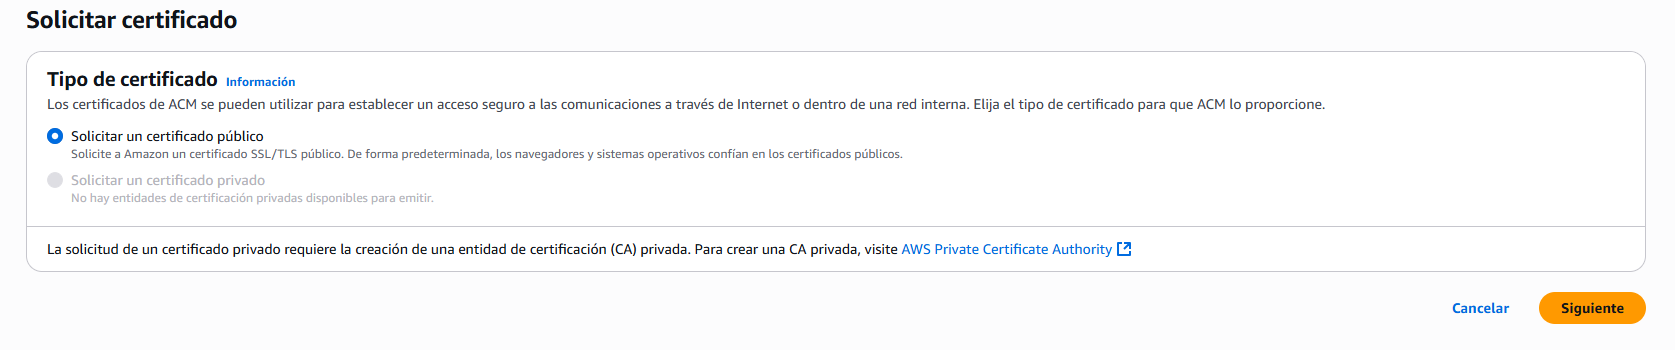 Solicitar certificado
Tipo de certificado Información
Los certificados de ACM se pueden utilizar para establecer un acceso seguro a las comunicaciones a través de Internet o dentro de una red interna. Elija el tipo de certificado para que ACM lo proporcione.
Solicitar un certificado público
Solicite a Amazon un certificado SSL/TLS público. De forma predeterminada, los navegadores y sistemas operativos confían en los certificados públicos.
Solicitar un certificado privado
No hay entidades de certificación privadas disponibles para emitir.
La solicitud de un certificado privado requiere la creación de una entidad de certificación (CA) privada. Para crear una CA privada, visite AWS Private Certificate Authority
Cancelar Siguiente